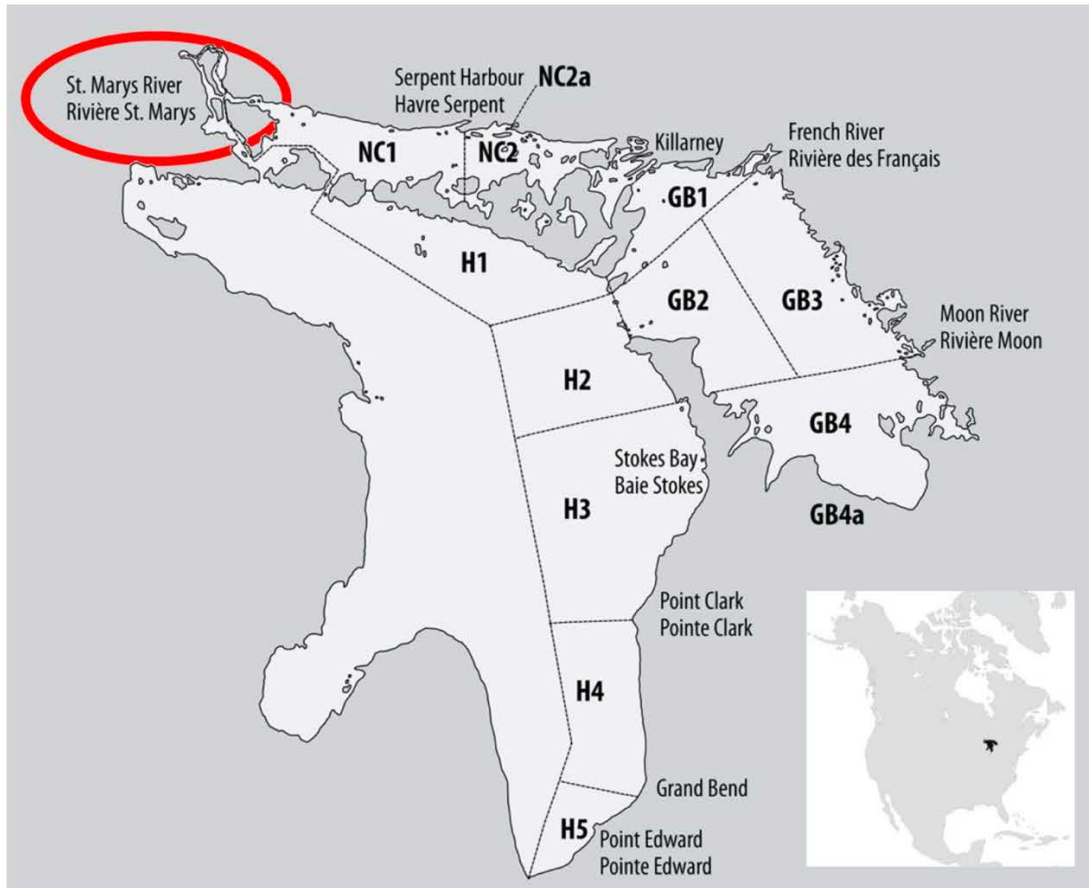 St. Marys River
Rivière St. Marys
Serpent Harbour
Havre Serpent
NC2a
Killarney
French River
Rivière des Français
NC1
NC2
GB1
H1
GB2
GB3
Moon River
Rivière Moon
H2
GB4
Stokes Bay
Baie Stokes
H3
GB4a
Point Clark
Pointe Clark
H4
Grand Bend
H5
Point Edward
Pointe Edward